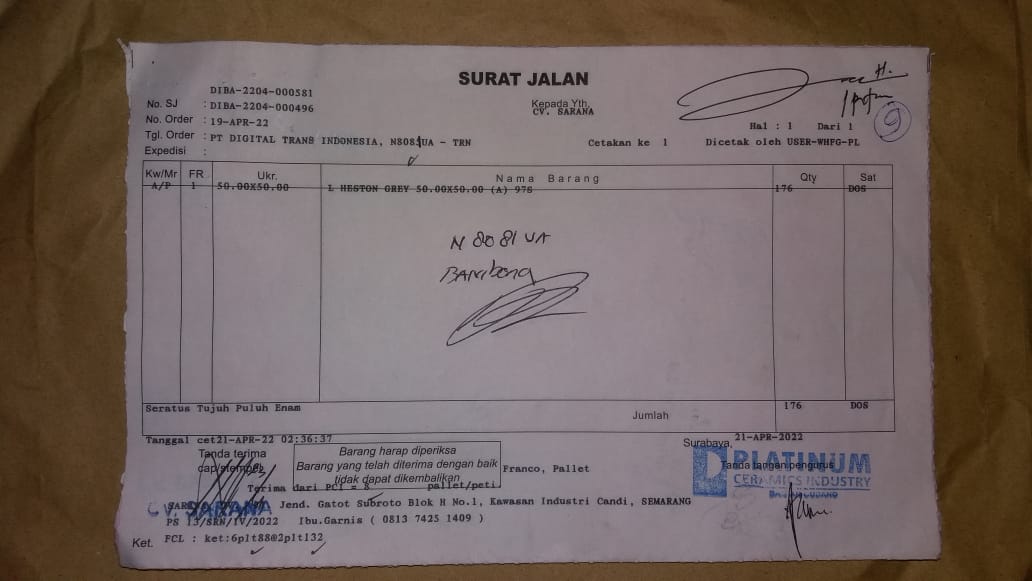 SURAT JALAN
DIBA-2204-000581
No. SJ : DIBA-2204-000496
No. Order : 19-APR-22
Tgl. Order : PT DIGITAL TRANS INDONESIA, N8081UA - TRN
Expedisi :
Kepada Yth,
CV. SARANA
H.
9
Hal : 1 Dari 1
Cetakan ke 1 Dicetak oleh USER-WHFG-PL
Kw/Mr FR Ukr. Nama Barang Qty Sat
A/P 1 50.00X50.00 L HESTON GREY 50.00X50.00 (A) 97S 176 DOS
N 8081 UA
BAMbang
Seratus Tujuh Puluh Enam Jumlah 176 DOS
Tanggal cet21-APR-22 02:36:37
Surabaya, 21-APR-2022
Tanda terima
cap/stempel
Barang harap diperiksa
Barang yang telah diterima dengan baik
tidak dapat dikembalikan
Franco, Pallet
Tanda tangan pengurus
PLATINUM
CERAMICS INDUSTRY
Terima dari PCI = 8 pallet/peti
Jend. Gatot Subroto Blok H No.1, Kawasan Industri Candi, SEMARANG
CV. SARANA
PS 13/SRN/IV/2022 Ibu.Garnis ( 0813 7425 1409 )
Ket. FCL : ket:6plt88@2plt132